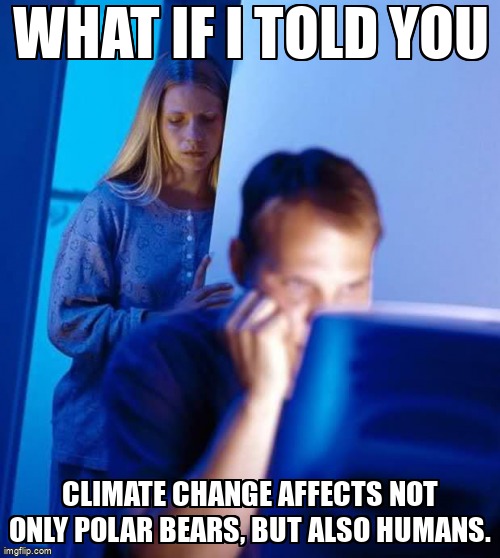 WHAT IF I TOLD YOU
CLIMATE CHANGE AFFECTS NOT
ONLY POLAR BEARS, BUT ALSO HUMANS.
imgflip.com